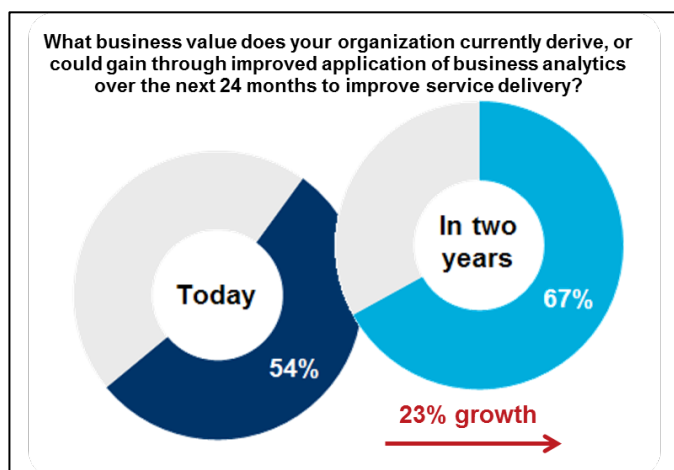 What business value does your organization currently derive, or
could gain through improved application of business analytics
over the next 24 months to improve service delivery?
Today
54%
In two
years
67%
23% growth